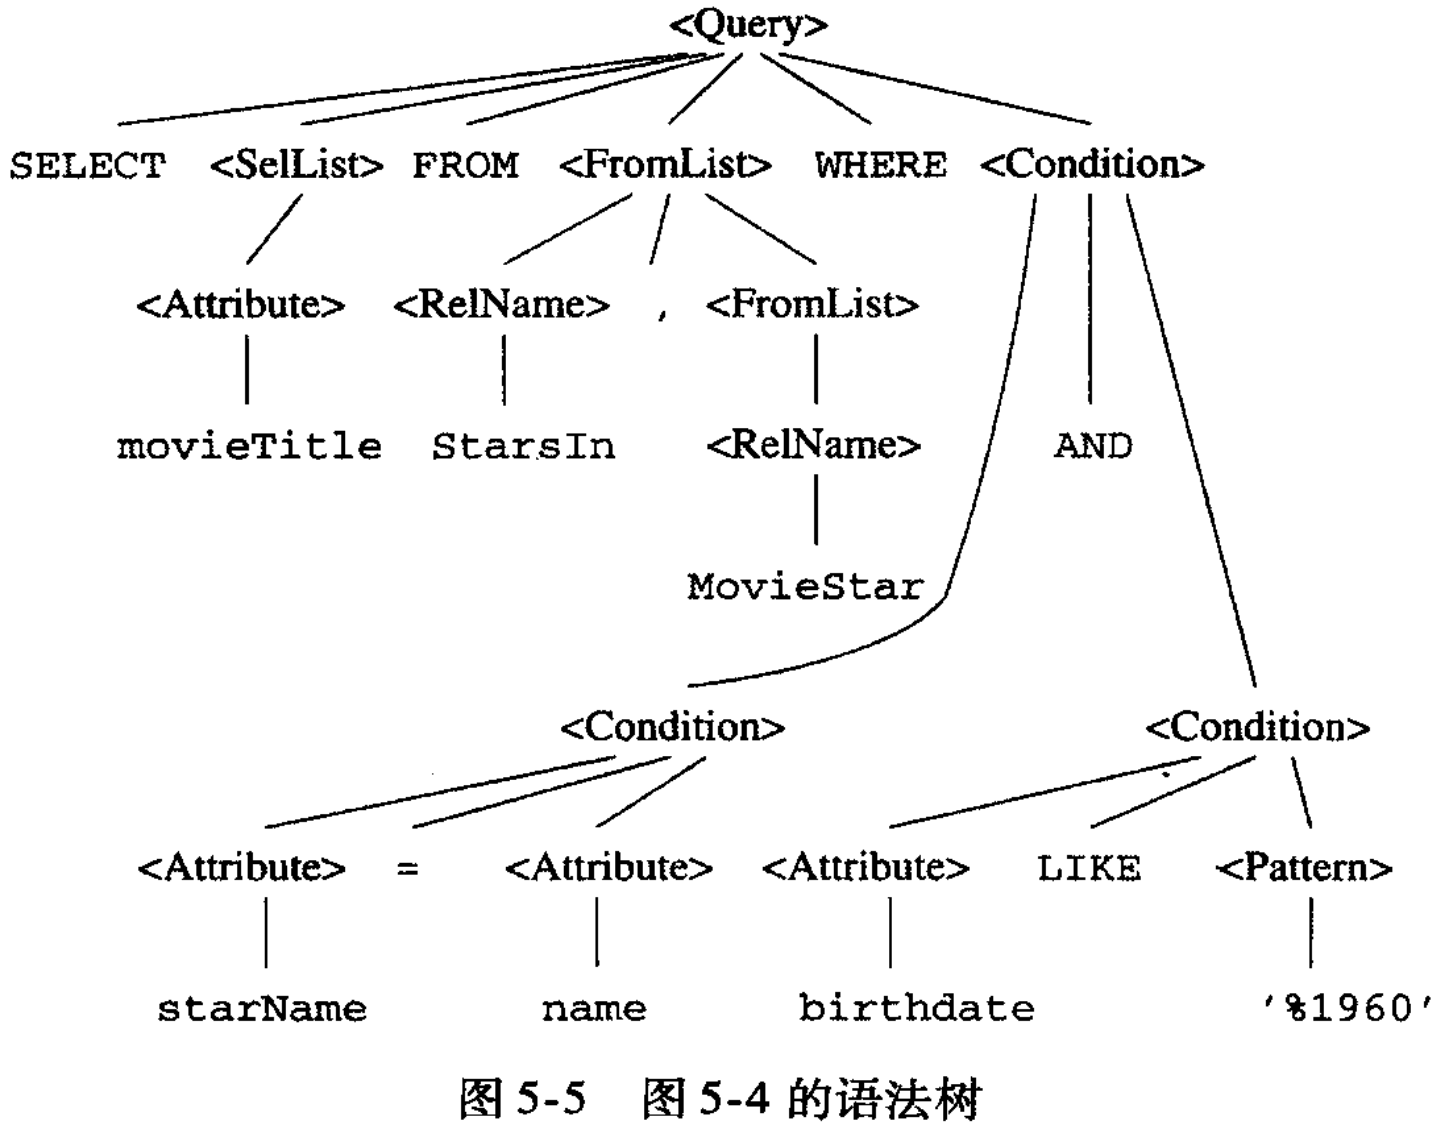 <Query>
SELECT <SelList> FROM <FromList> WHERE <Condition>
<Attribute> <RelName> , <FromList>
movieTitle StarsIn <RelName> AND
MovieStar
<Condition> <Condition>
<Attribute> = <Attribute> <Attribute> LIKE <Pattern>
starName name birthdate '%1960'
图 5-5 图 5-4 的语法树